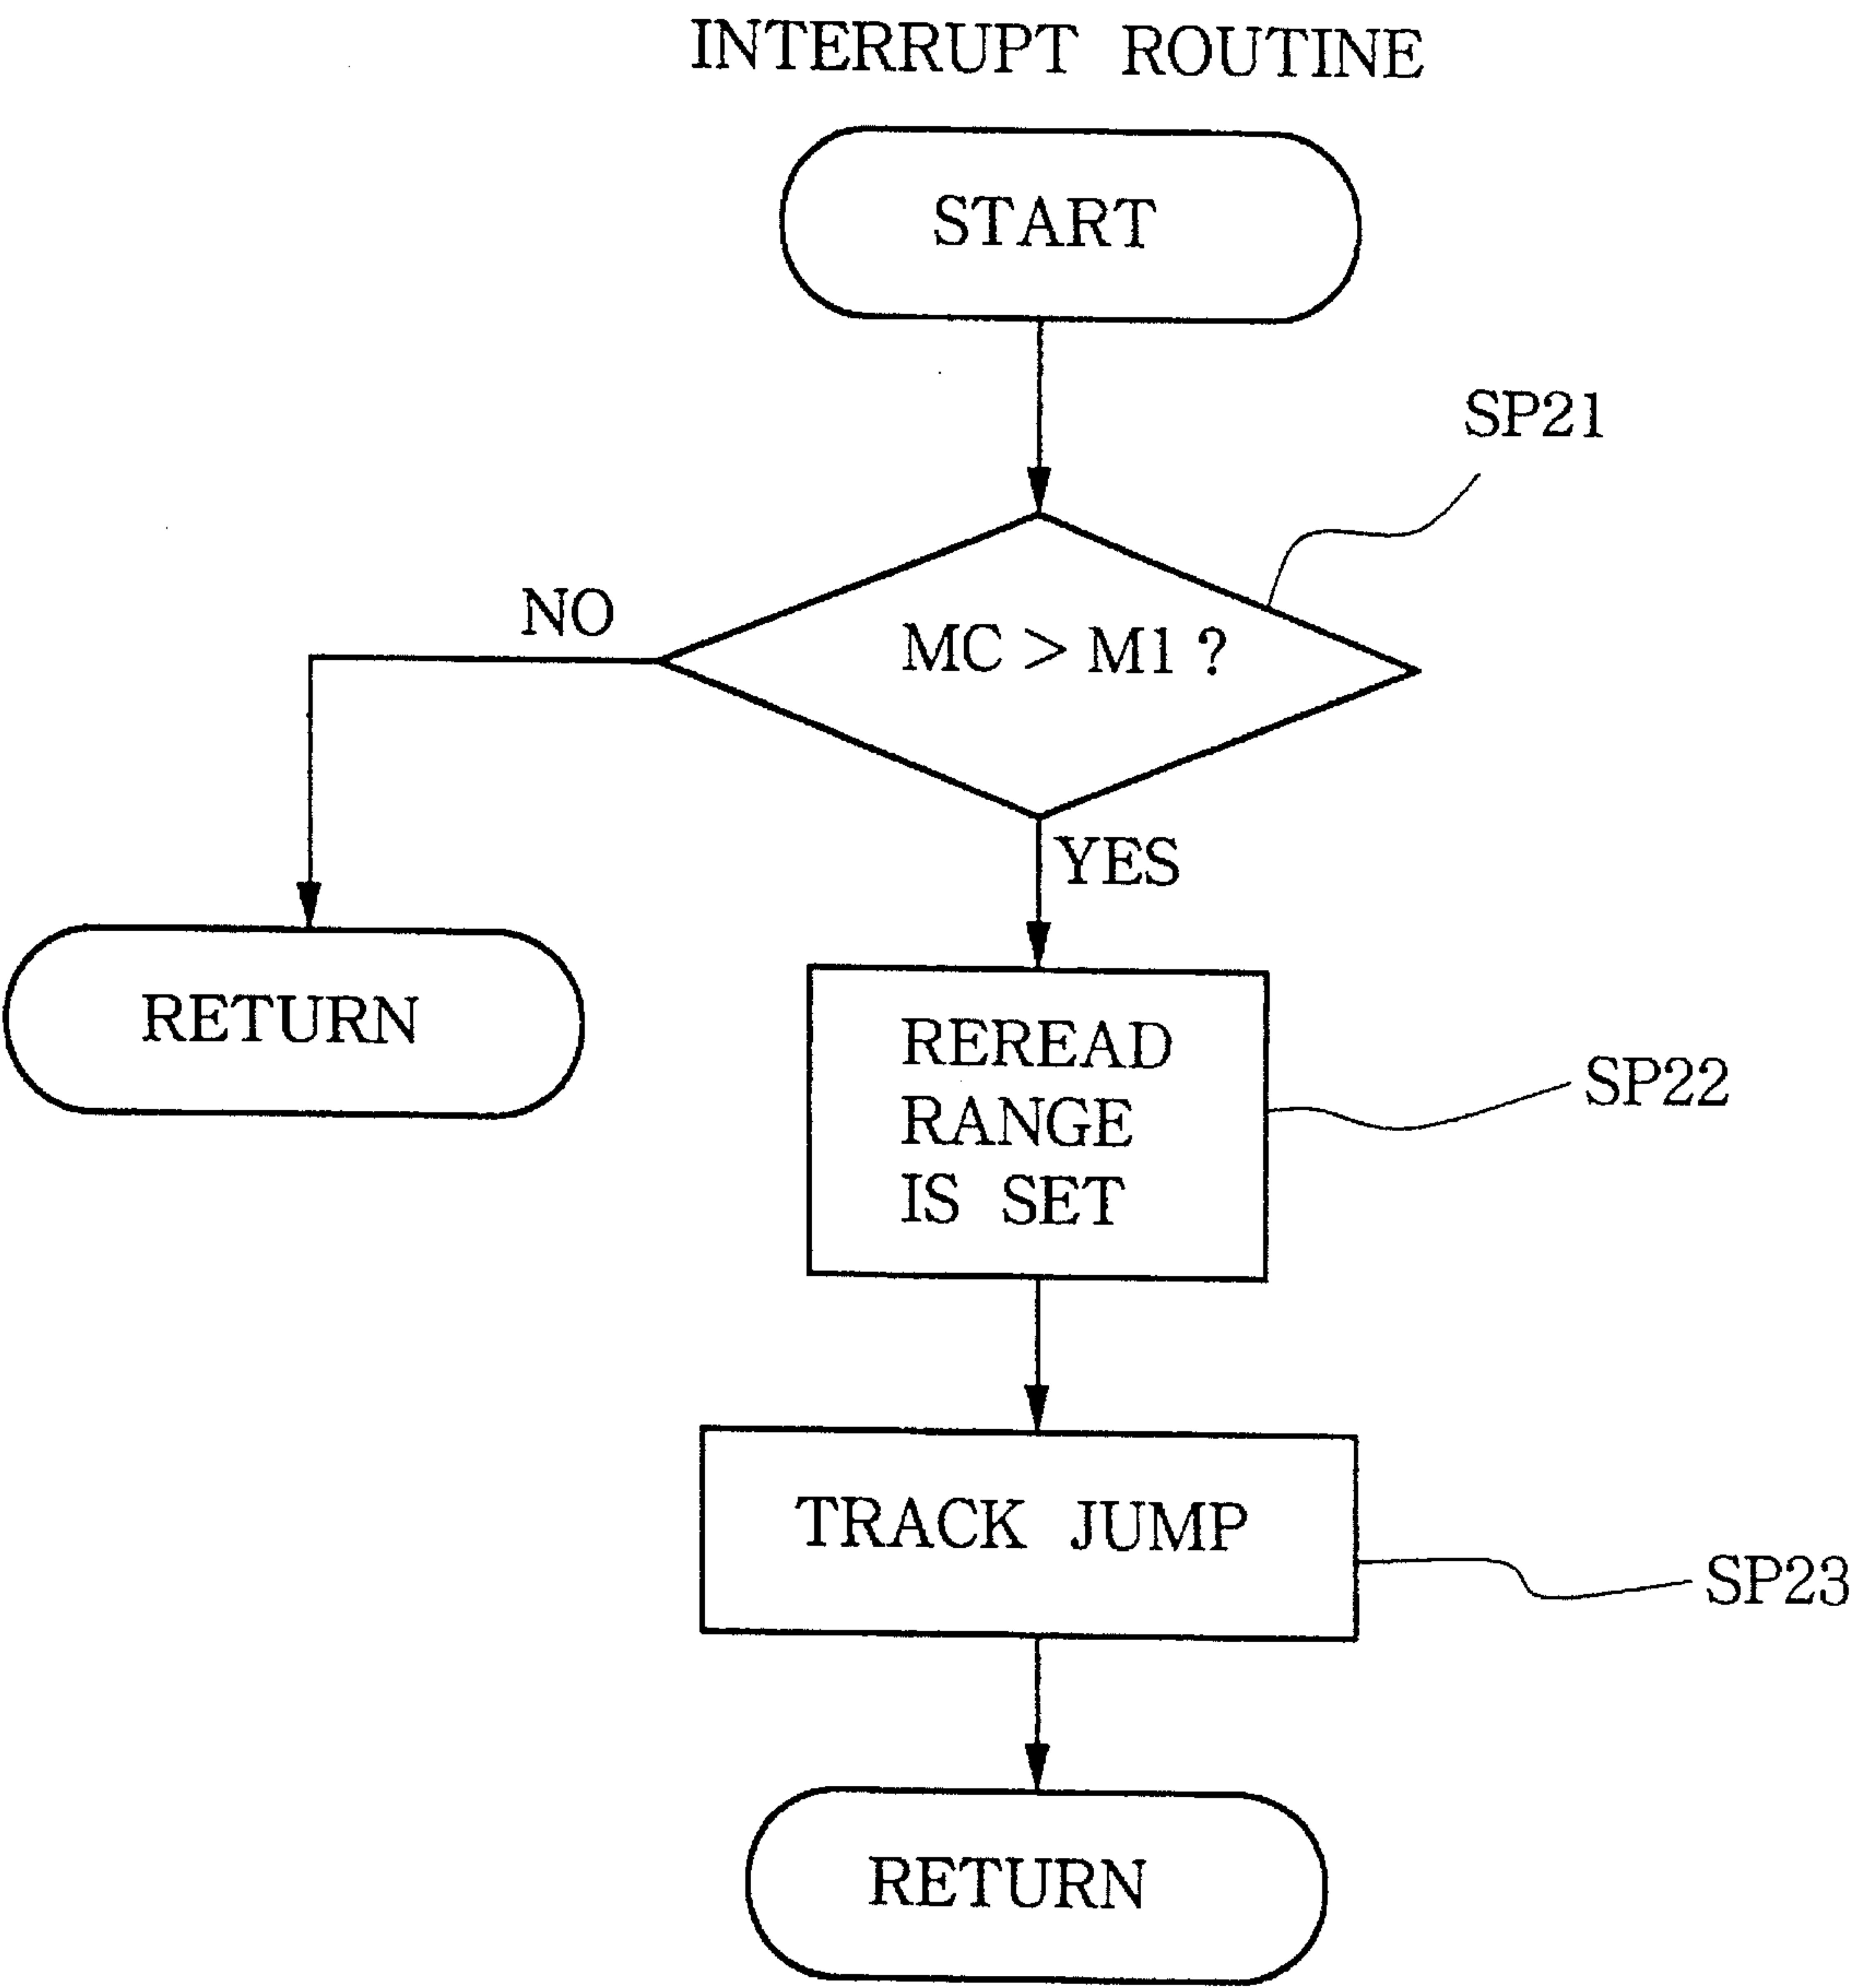 INTERRUPT ROUTINE
START
SP21
NO
MC > M1 ?
YES
RETURN
REREAD
RANGE
IS SET
SP22
TRACK JUMP
SP23
RETURN